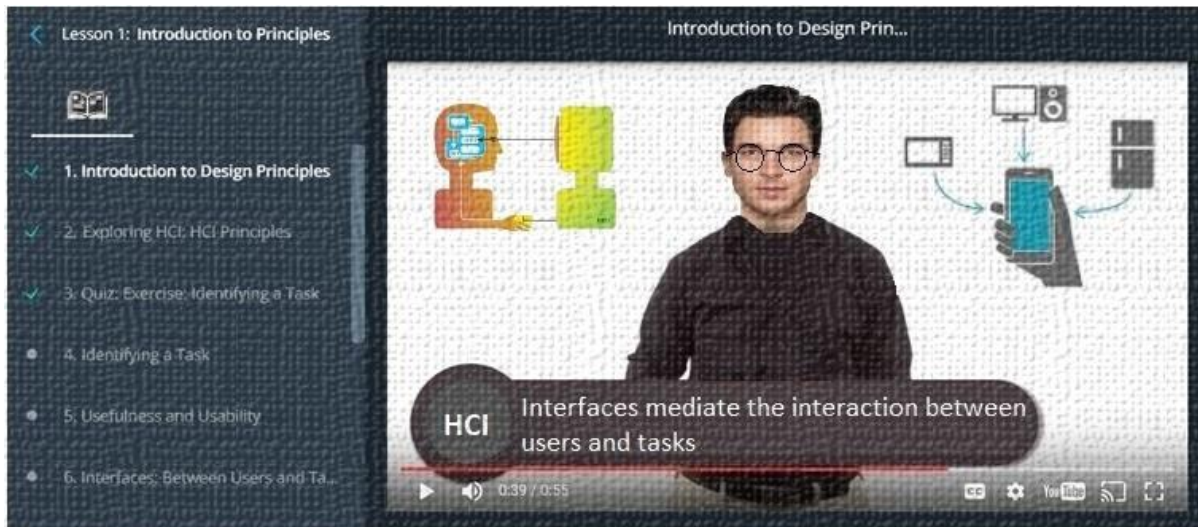 Lesson 1: Introduction to Principles
Introduction to Design Prin...
1. Introduction to Design Principles
2. Exploring HCI: HCI Principles
3. Quiz: Exercise: Identifying a Task
4. Identifying a Task
5. Usefulness and Usability
6. Interfaces: Between Users and Ta...
HCI
Interfaces mediate the interaction between
users and tasks
0:39 / 0:55
CC
YouTube